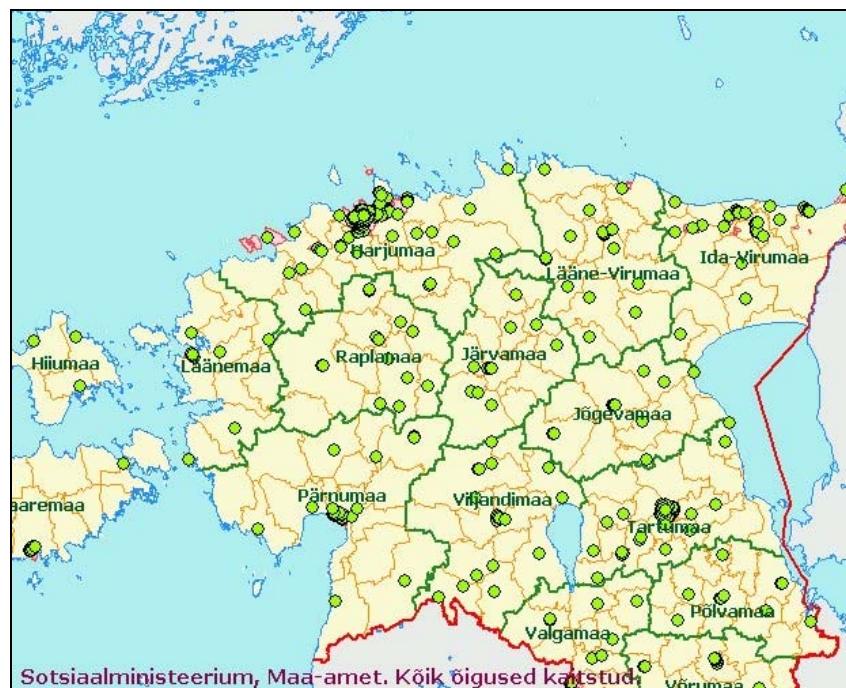 Harjumaa
Lääne-Virumaa
Ida-Virumaa
Hiiumaa
Läänemaa
Raplamaa
Järvamaa
Jõgevamaa
aaremaa
Pärnumaa
Viljandimaa
Tartumaa
Põlvamaa
Valgamaa
Võrumaa
Sotsiaalministeerium, Maa-amet. Kõik õigused kaitstud.